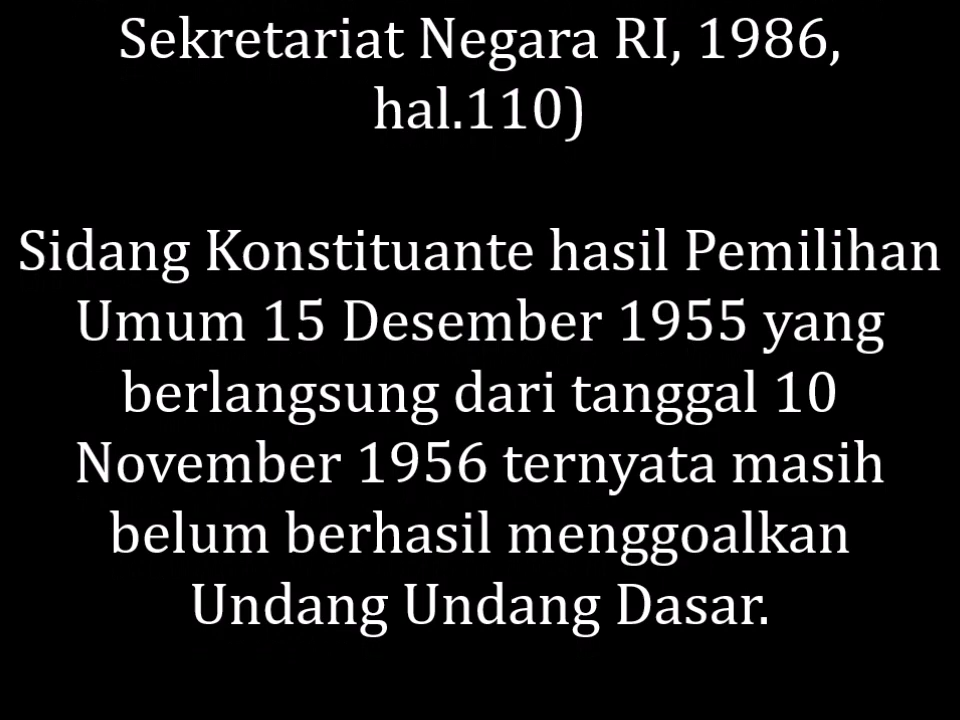 Sekretariat Negara RI, 1986,
hal.110)
Sidang Konstituante hasil Pemilihan
Umum 15 Desember 1955 yang
berlangsung dari tanggal 10
November 1956 ternyata masih
belum berhasil menggoalkan
Undang Undang Dasar.